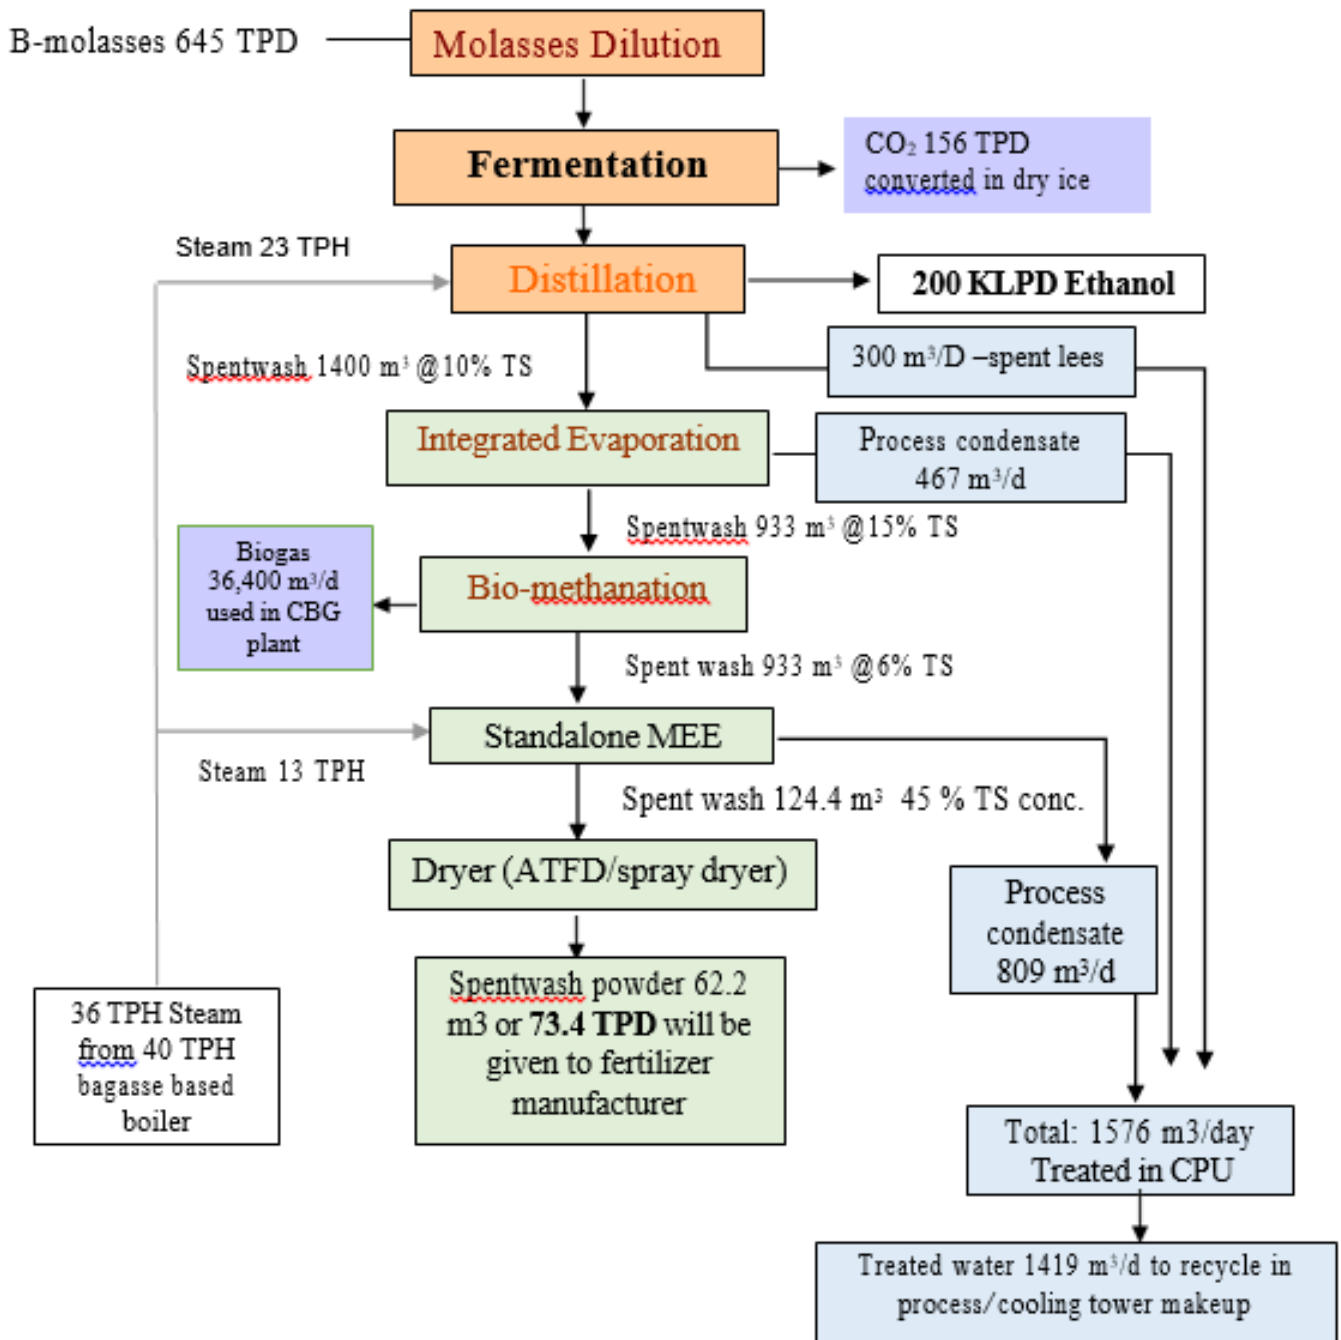 B-molasses 645 TPD
Molasses Dilution
Fermentation
CO₂ 156 TPD
converted in dry ice
Steam 23 TPH
Distillation
200 KLPD Ethanol
300 m³/D –spent lees
Spentwash 1400 m³ @10% TS
Integrated Evaporation
Process condensate
467 m³/d
Spentwash 933 m³ @15% TS
Biogas
36,400 m³/d
used in CBG
plant
Bio-methanation
Spent wash 933 m³ @6% TS
Standalone MEE
Steam 13 TPH
Spent wash 124.4 m³ 45 % TS conc.
Dryer (ATFD/spray dryer)
Process
condensate
809 m³/d
Spentwash powder 62.2
m3 or 73.4 TPD will be
given to fertilizer
manufacturer
36 TPH Steam
from 40 TPH
bagasse based
boiler
Total: 1576 m3/day
Treated in CPU
Treated water 1419 m³/d to recycle in
process/cooling tower makeup